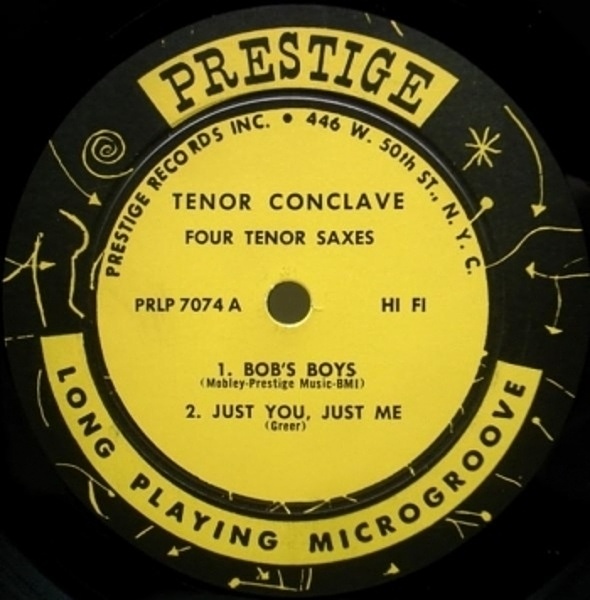 PRESTIGE
PRESTIGE RECORDS INC. • 446 W. 50th ST., N. Y. C.
TENOR CONCLAVE
FOUR TENOR SAXES
PRLP 7074 A HI FI
1. BOB'S BOYS
(Mobley-Prestige Music-BMI)
2. JUST YOU, JUST ME
(Greer)
LONG PLAYING MICROGROOVE